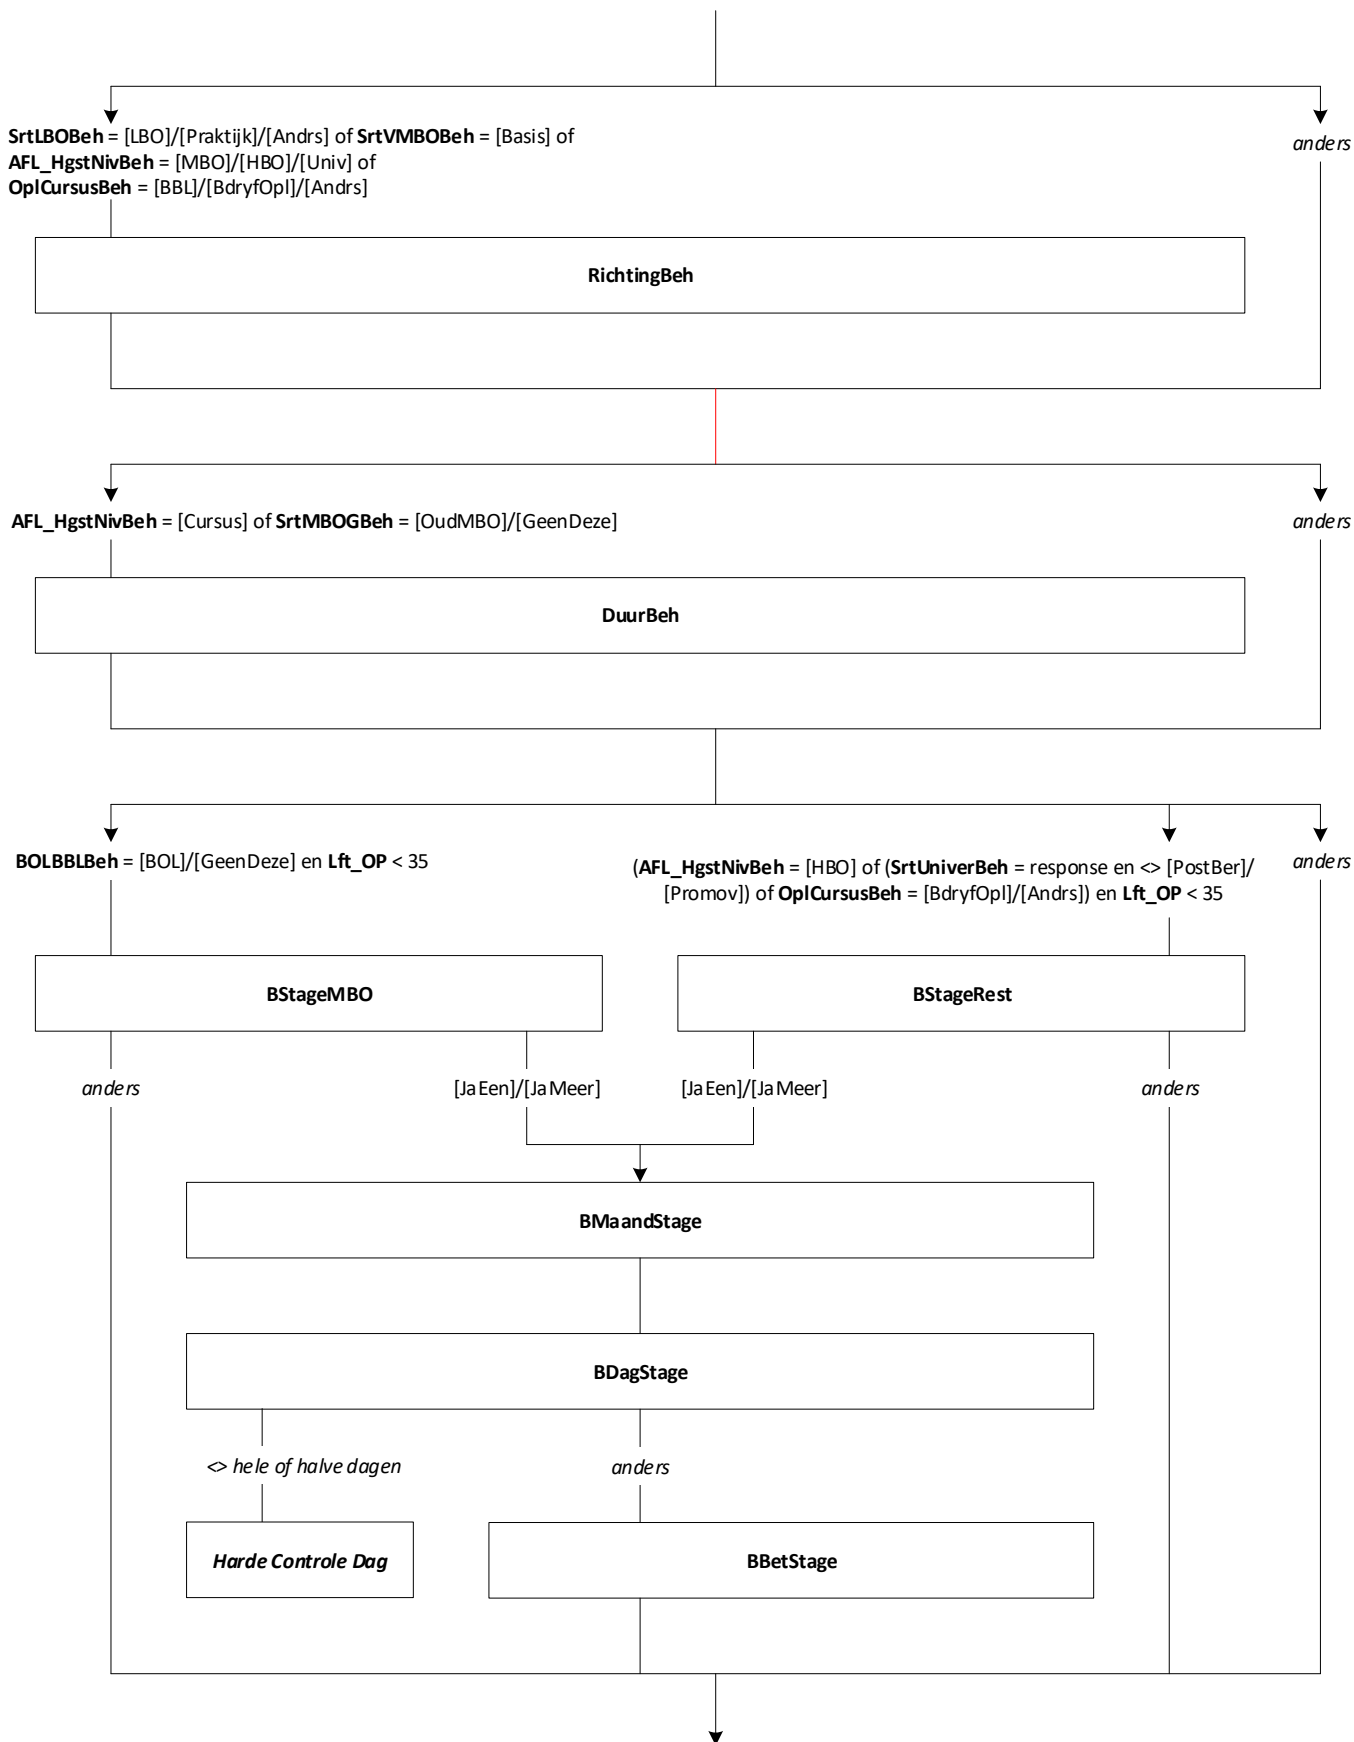 SrtLBOBeh = [LBO]/[Praktijk]/[Andrs] of SrtVMBOBeh = [Basis] of
AFL_HgstNivBeh = [MBO]/[HBO]/[Univ] of
OplCursusBeh = [BBL]/[BdryfOpl]/[Andrs]
anders
RichtingBeh
AFL_HgstNivBeh = [Cursus] of SrtMBOGBeh = [OudMBO]/[GeenDeze]
anders
DuurBeh
BOLBBLBeh = [BOL]/[GeenDeze] en Lft_OP < 35
(AFL_HgstNivBeh = [HBO] of (SrtUniverBeh = response en <> [PostBer]/
[Promov]) of OplCursusBeh = [BdryfOpl]/[Andrs]) en Lft_OP < 35
anders
BStageMBO
BStageRest
anders
[JaEen]/[JaMeer]
[JaEen]/[JaMeer]
anders
BMaandStage
BDagStage
<> hele of halve dagen
anders
Harde Controle Dag
BBetStage